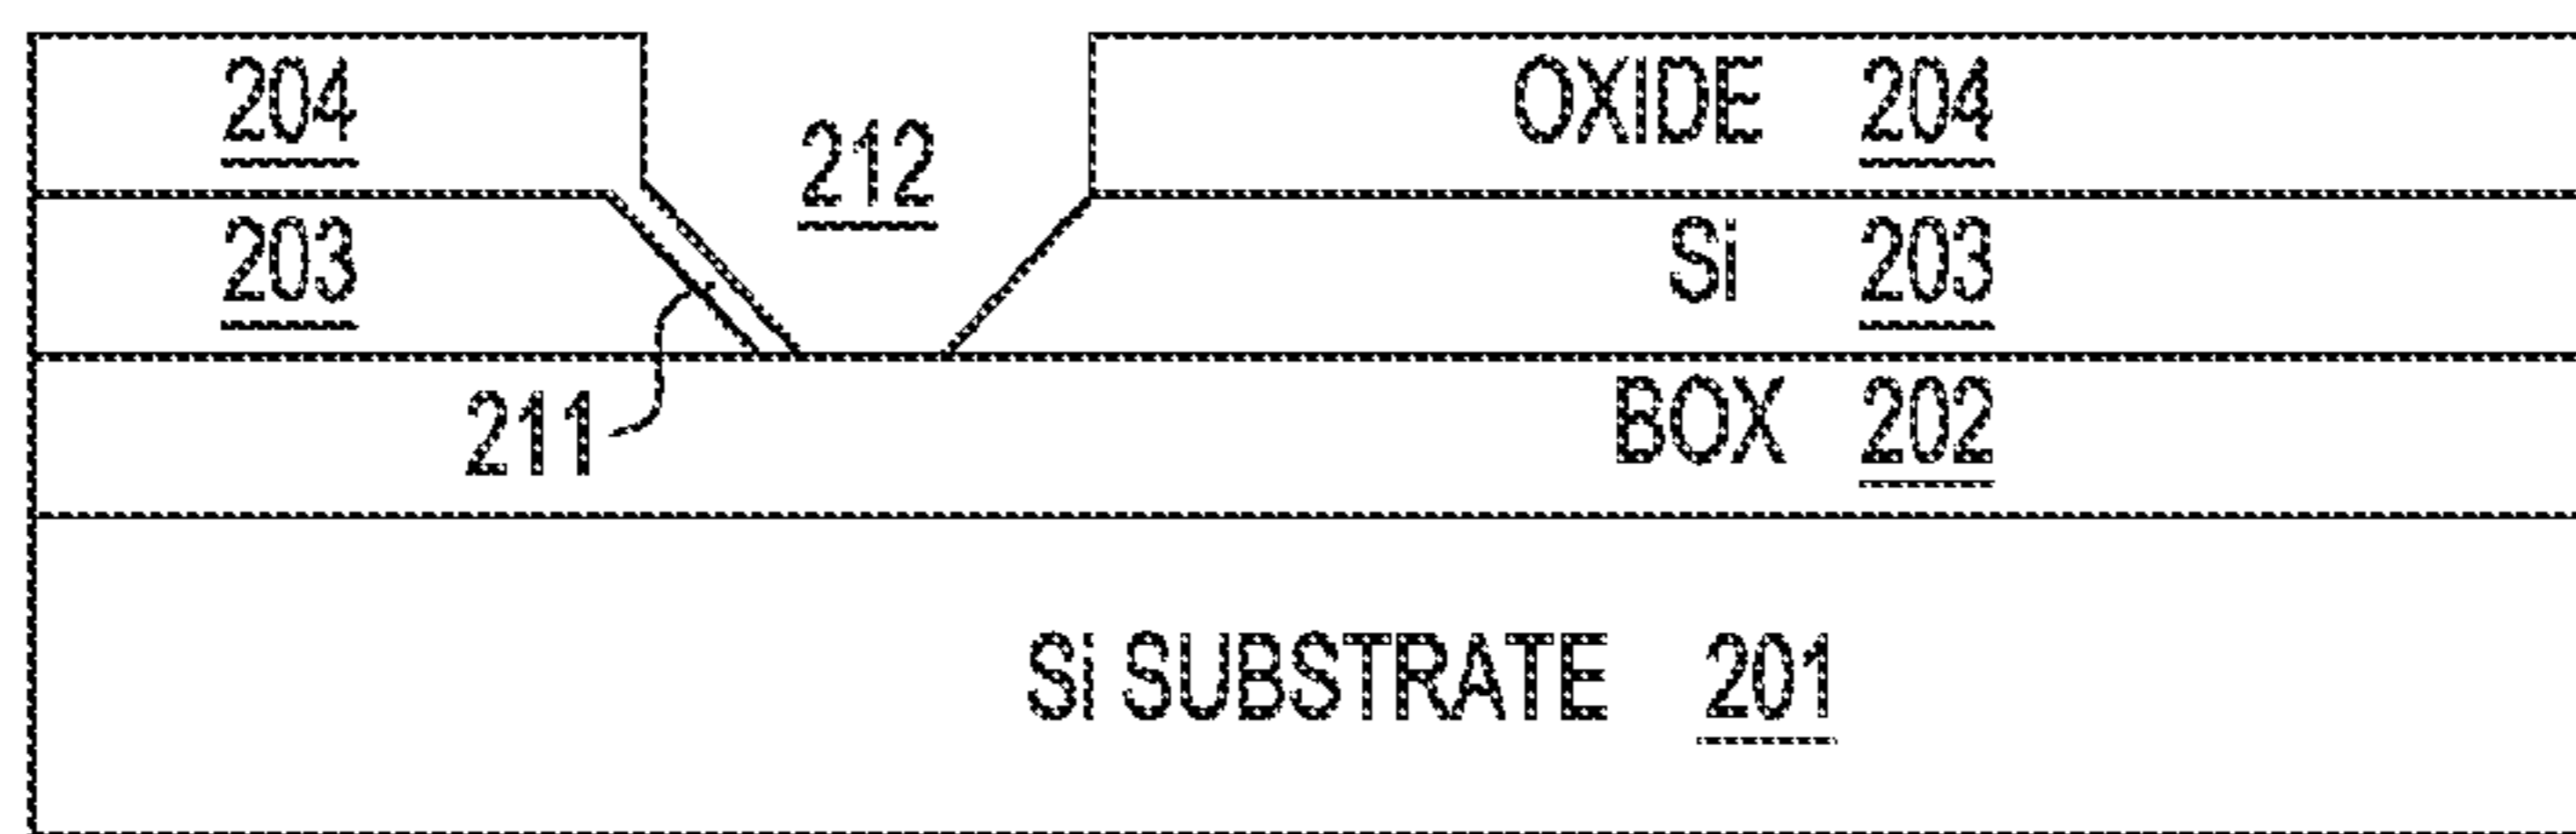 204
OXIDE 204
212
203
Si 203
211
BOX 202
Si SUBSTRATE 201